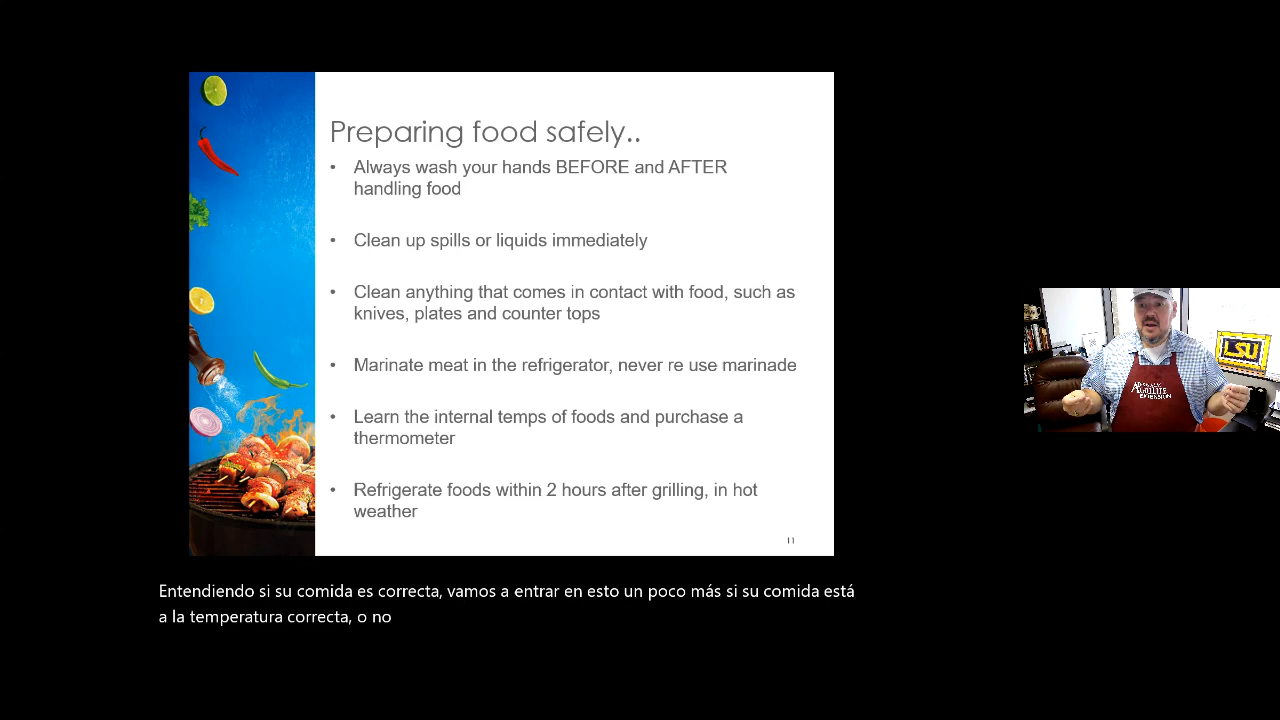 Preparing food safely..
• Always wash your hands BEFORE and AFTER
handling food
• Clean up spills or liquids immediately
• Clean anything that comes in contact with food, such as
knives, plates and counter tops
• Marinate meat in the refrigerator, never re use marinade
• Learn the internal temps of foods and purchase a
thermometer
• Refrigerate foods within 2 hours after grilling, in hot
weather
11
LSU
AGRILIFE
EXTENSION
Entendiendo si su comida es correcta, vamos a entrar en esto un poco más si su comida está
a la temperatura correcta, o no